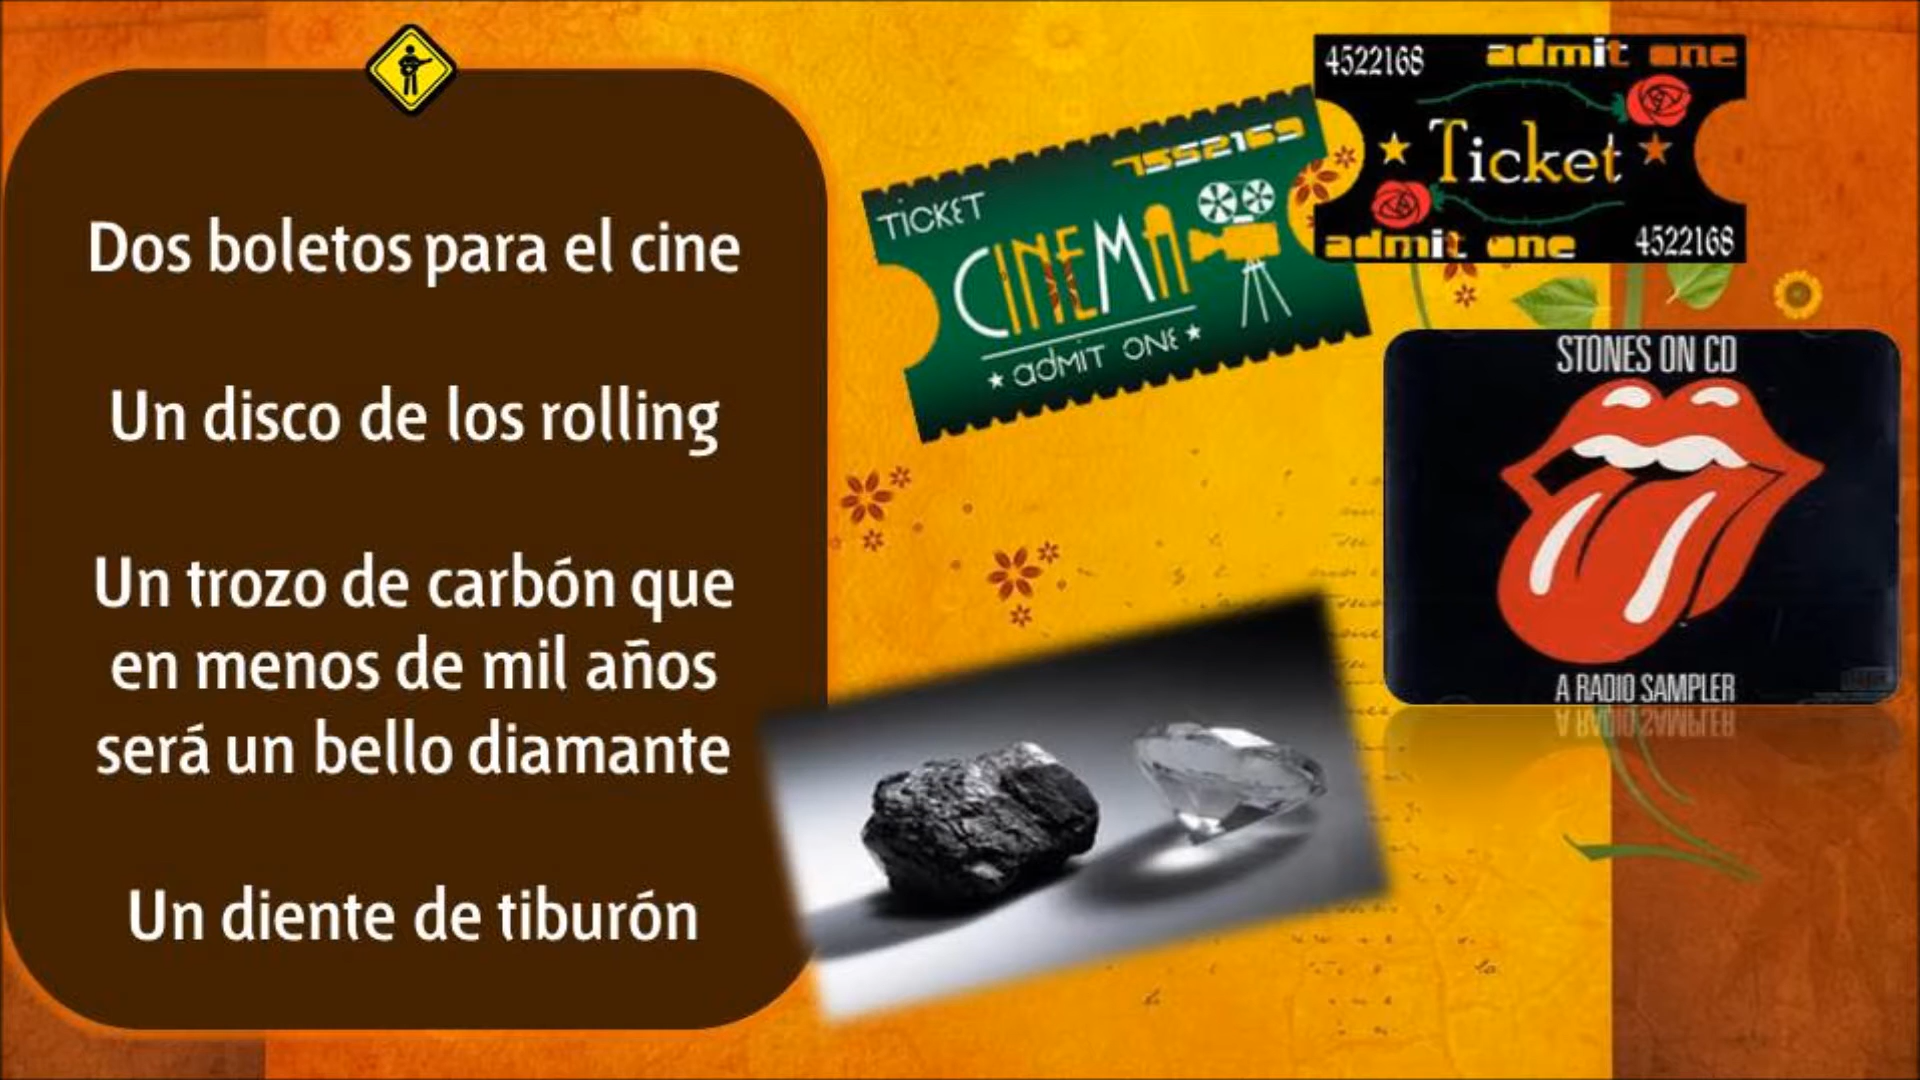 Dos boletos para el cine
Un disco de los rolling
Un trozo de carbón que
en menos de mil años
será un bello diamante
Un diente de tiburón
TICKET
7552169
CINEMA
admit one
4522168
admit one
Ticket
admit one
4522168
STONES ON CD
A RADIO SAMPLER